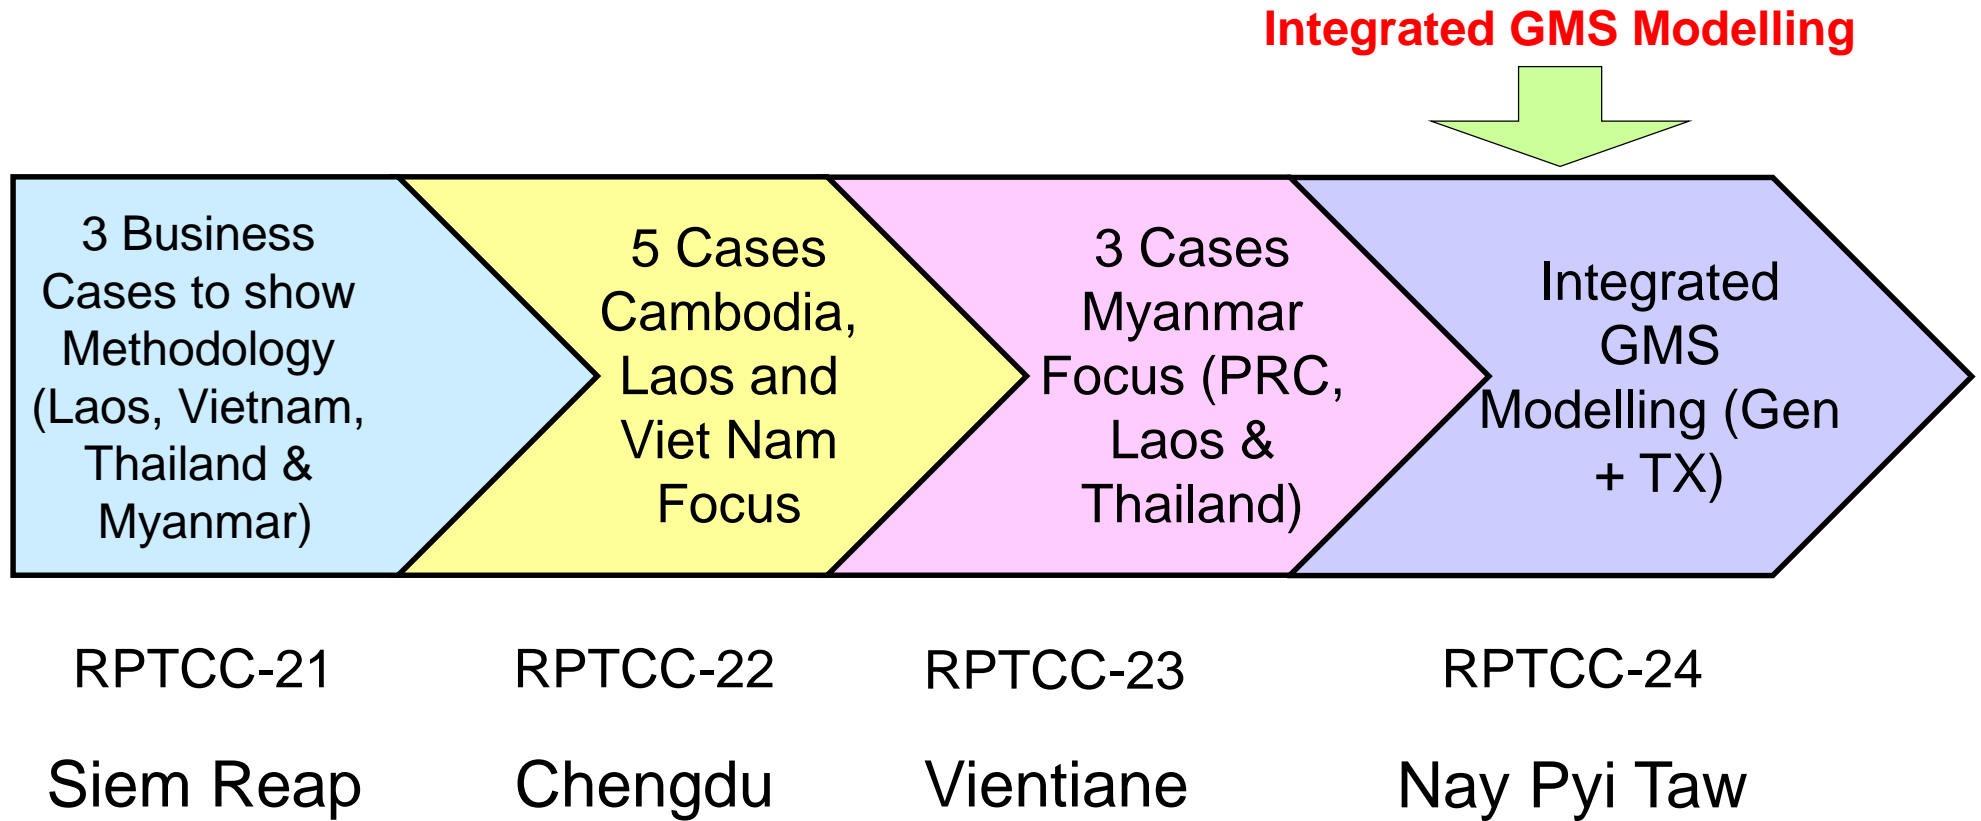 Integrated GMS Modelling
3 Business
Cases to show
Methodology
(Laos, Vietnam,
Thailand &
Myanmar)
5 Cases
Cambodia,
Laos and
Viet Nam
Focus
3 Cases
Myanmar
Focus (PRC,
Laos &
Thailand)
Integrated
GMS
Modelling (Gen
+ TX)
RPTCC-21
RPTCC-22
RPTCC-23
RPTCC-24
Siem Reap
Chengdu
Vientiane
Nay Pyi Taw